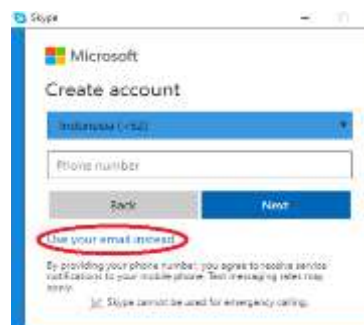 Skype
Microsoft
Create account
Indonesia (+62)
Phone number
Back
Next
Use your email instead
By providing your phone number, you agree to receive service
notifications to your mobile phone. Text messaging rates may
apply.
Skype cannot be used for emergency calling.